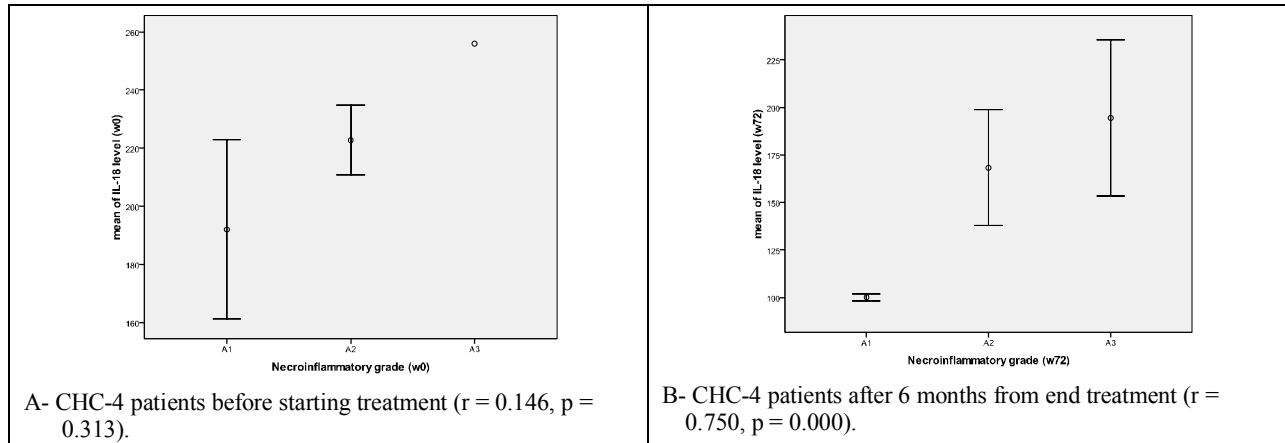 mean of IL-18 level (w0)
260
240
220
200
180
160
A1
A2
A3
Necroinflammatory grade (w0)
A- CHC-4 patients before starting treatment (r = 0.146, p =
0.313).
mean of IL-18 level (w72)
225
200
175
150
125
100
A1
A2
A3
Necroinflammatory grade (w72)
B- CHC-4 patients after 6 months from end treatment (r =
0.750, p = 0.000).